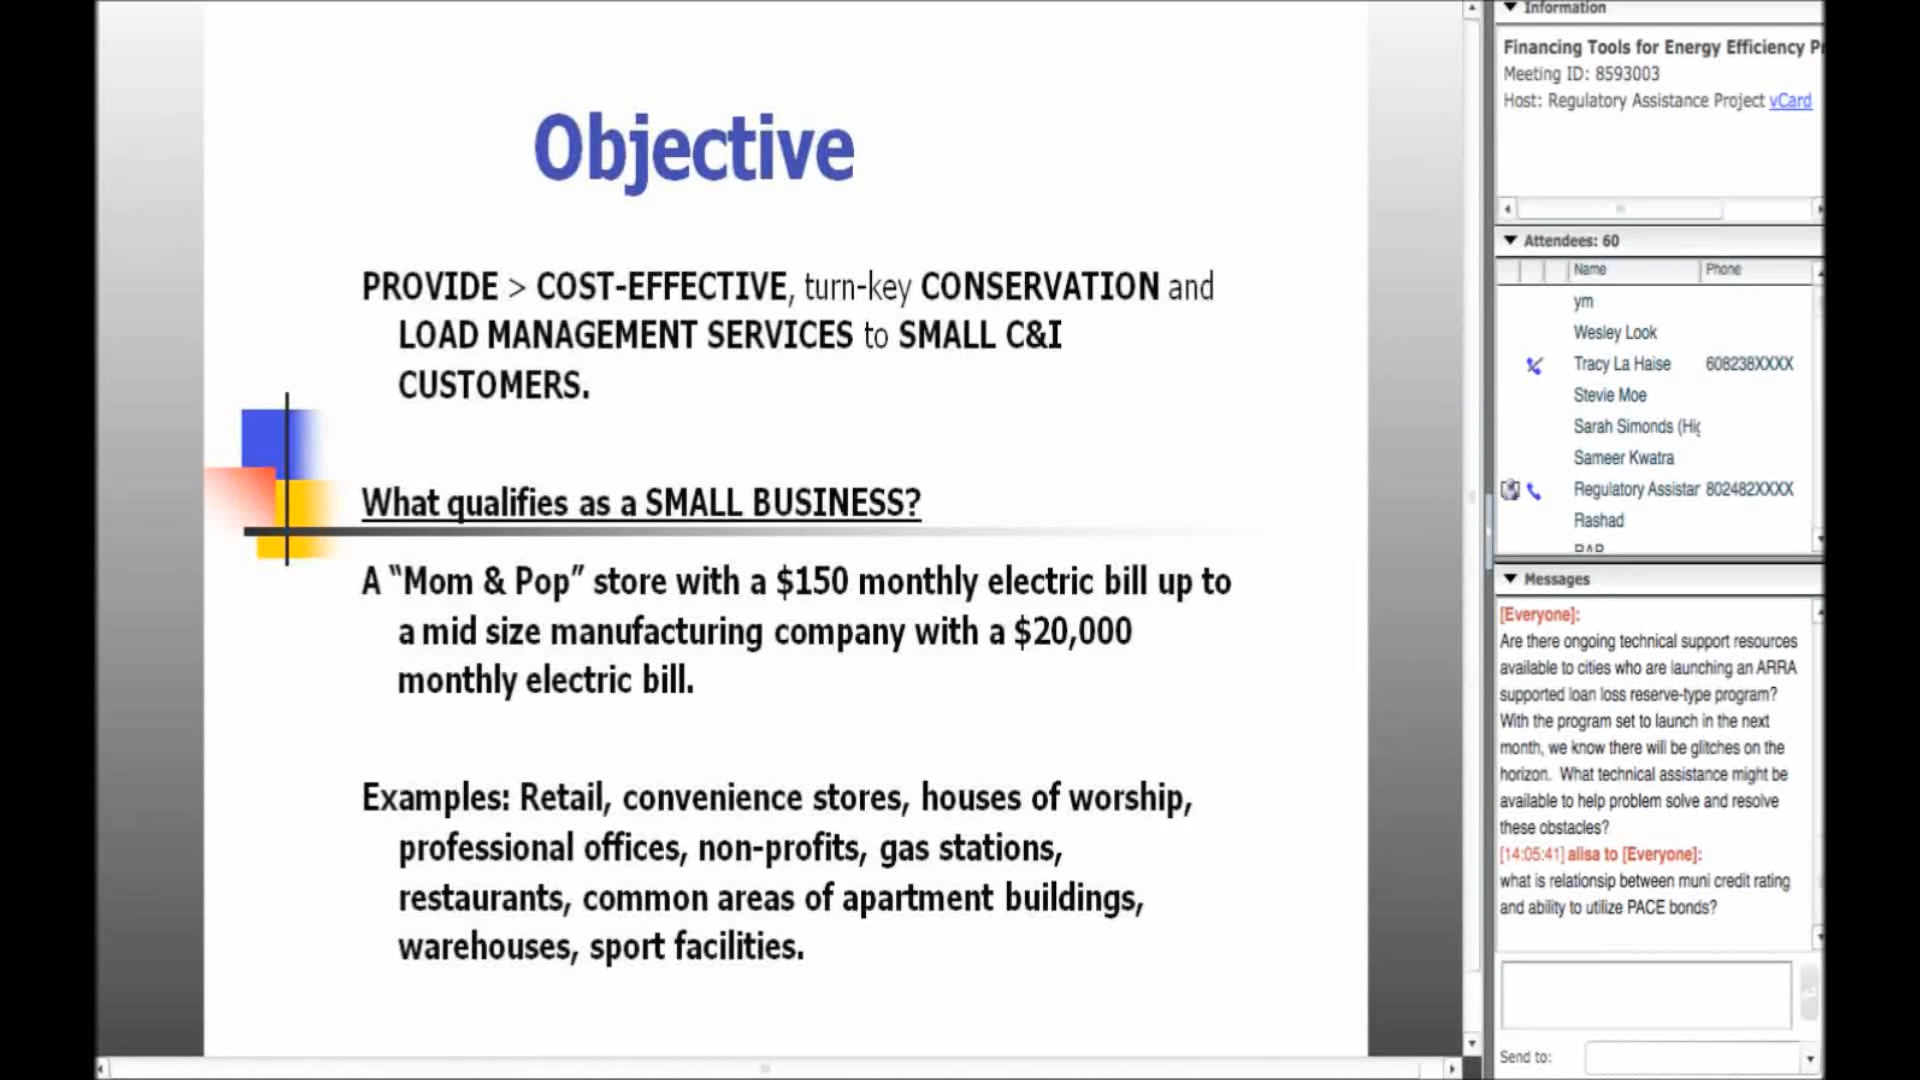 Objective
PROVIDE > COST-EFFECTIVE, turn-key CONSERVATION and
LOAD MANAGEMENT SERVICES to SMALL C&I
CUSTOMERS.
What qualifies as a SMALL BUSINESS?
A “Mom & Pop” store with a $150 monthly electric bill up to
a mid size manufacturing company with a $20,000
monthly electric bill.
Examples: Retail, convenience stores, houses of worship,
professional offices, non-profits, gas stations,
restaurants, common areas of apartment buildings,
warehouses, sport facilities.
Information
Financing Tools for Energy Efficiency Pr
Meeting ID: 8593003
Host: Regulatory Assistance Project vCard
Attendees: 60
Name Phone
ym
Wesley Look
Tracy La Haise 608238XXXX
Stevie Moe
Sarah Simonds (Hig
Sameer Kwatra
Regulatory Assistar 802482XXXX
Rashad
RAP
Messages
[Everyone]:
Are there ongoing technical support resources
available to cities who are launching an ARRA
supported loan loss reserve-type program?
With the program set to launch in the next
month, we know there will be glitches on the
horizon. What technical assistance might be
available to help problem solve and resolve
these obstacles?
[14:05:41] alisa to [Everyone]:
what is relationsip between muni credit rating
and ability to utilize PACE bonds?
Send to: